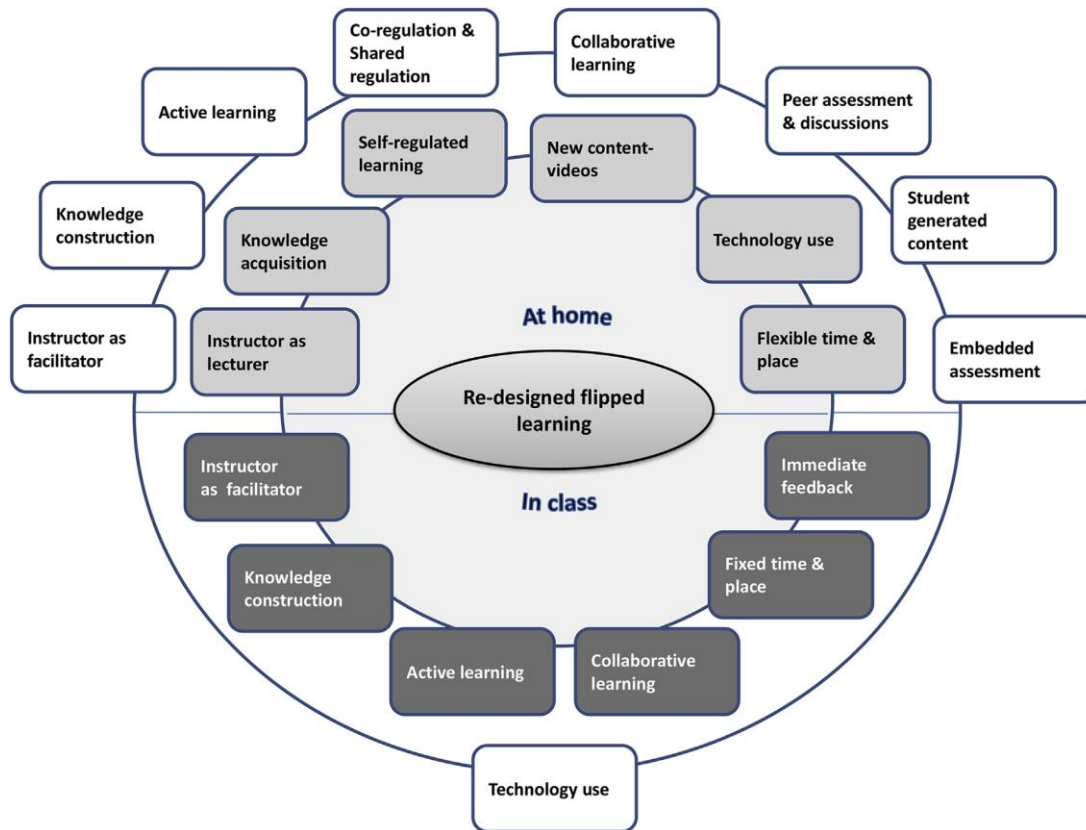 Co-regulation &
Shared
regulation
Collaborative
learning
Active learning
Peer assessment
& discussions
Self-regulated
learning
New content-
videos
Knowledge
construction
Student
generated
content
Knowledge
acquisition
Technology use
Instructor as
facilitator
Instructor as
lecturer
At home
Flexible time &
place
Embedded
assessment
Re-designed flipped
learning
Instructor
as facilitator
In class
Immediate
feedback
Knowledge
construction
Fixed time &
place
Active learning
Collaborative
learning
Technology use